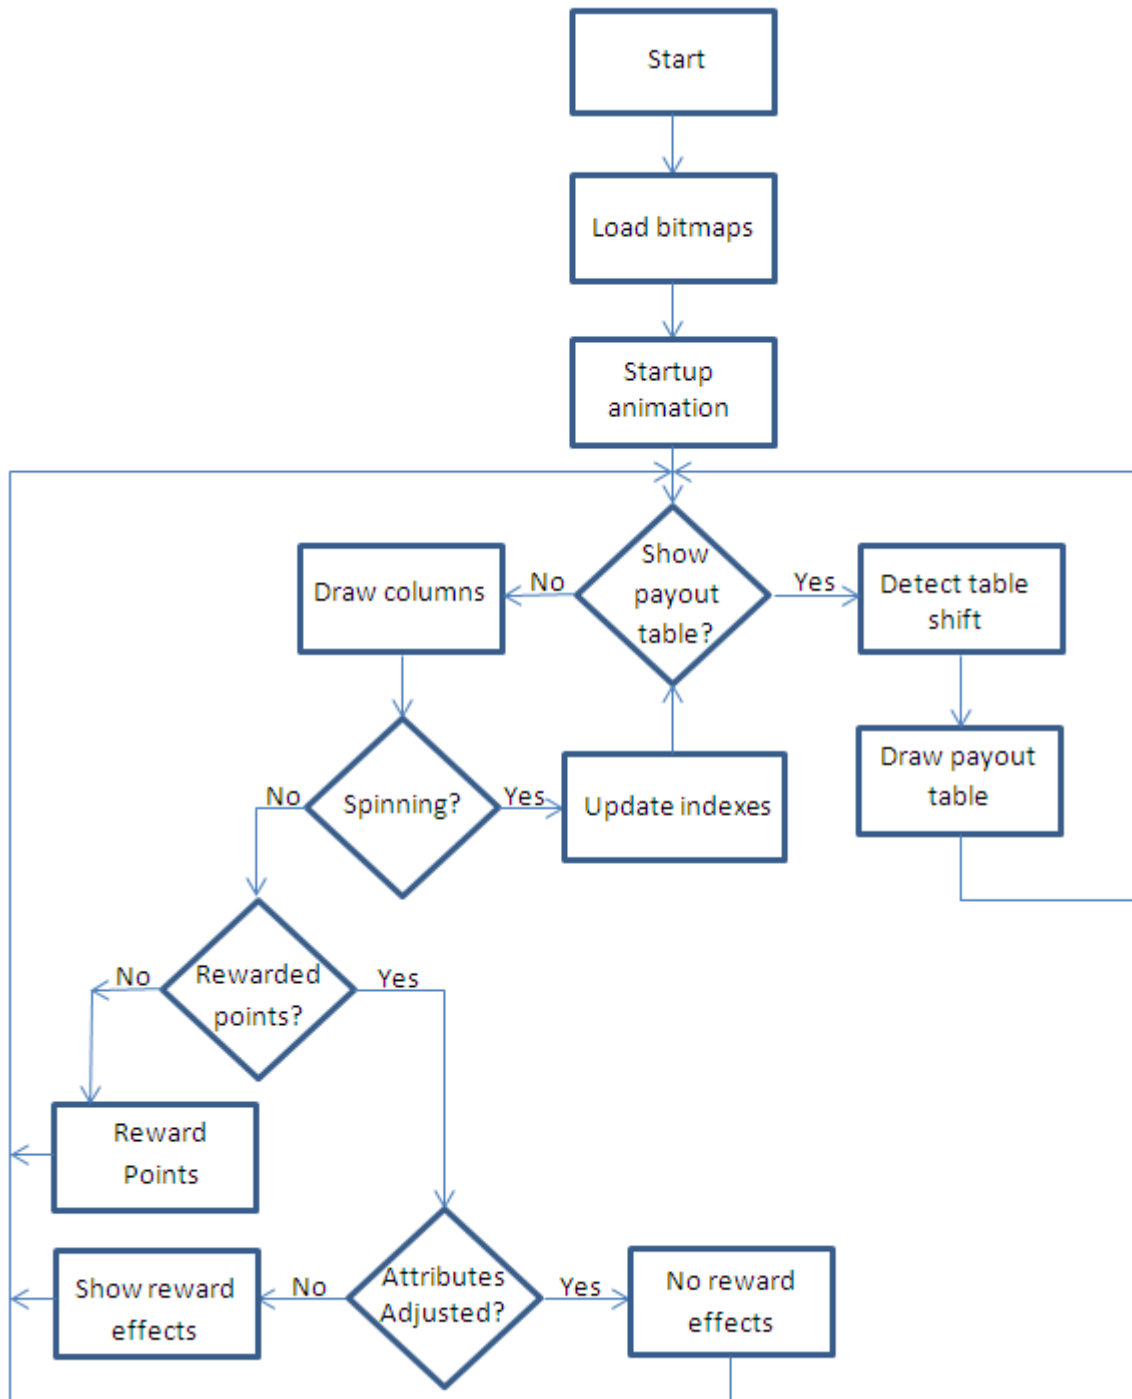 Start
Load bitmaps
Startup
animation
Show
payout
table?
No
Yes
Draw columns
Detect table
shift
Draw payout
table
Spinning?
No
Yes
Update indexes
Rewarded
points?
No
Yes
Reward
Points
Attributes
Adjusted?
No
Yes
Show reward
effects
No reward
effects